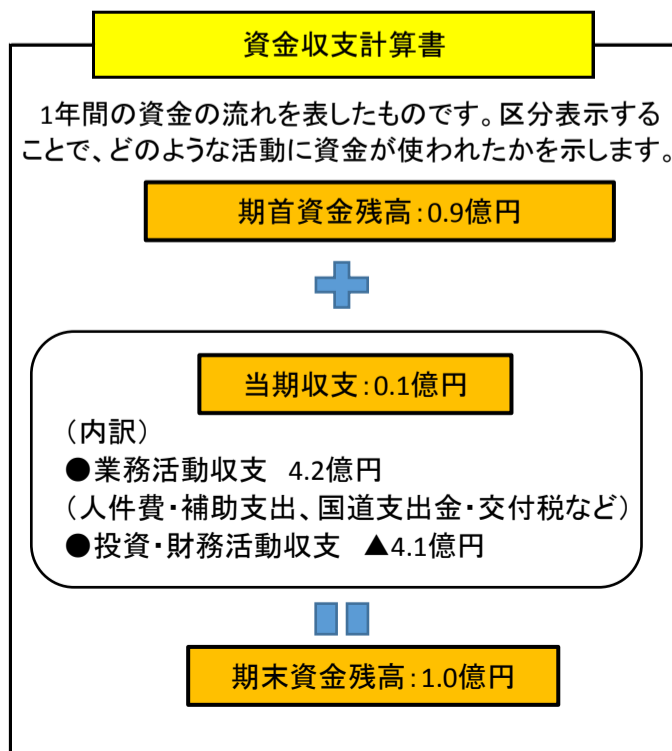 資金収支計算書
1年間の資金の流れを表したものです。区分表示する
ことで、どのような活動に資金が使われたかを示します。
期首資金残高:0.9億円
当期収支:0.1億円
(内訳)
●業務活動収支 4.2億円
(人件費・補助支出、国道支出金・交付税など)
●投資・財務活動収支 ▲4.1億円
期末資金残高:1.0億円